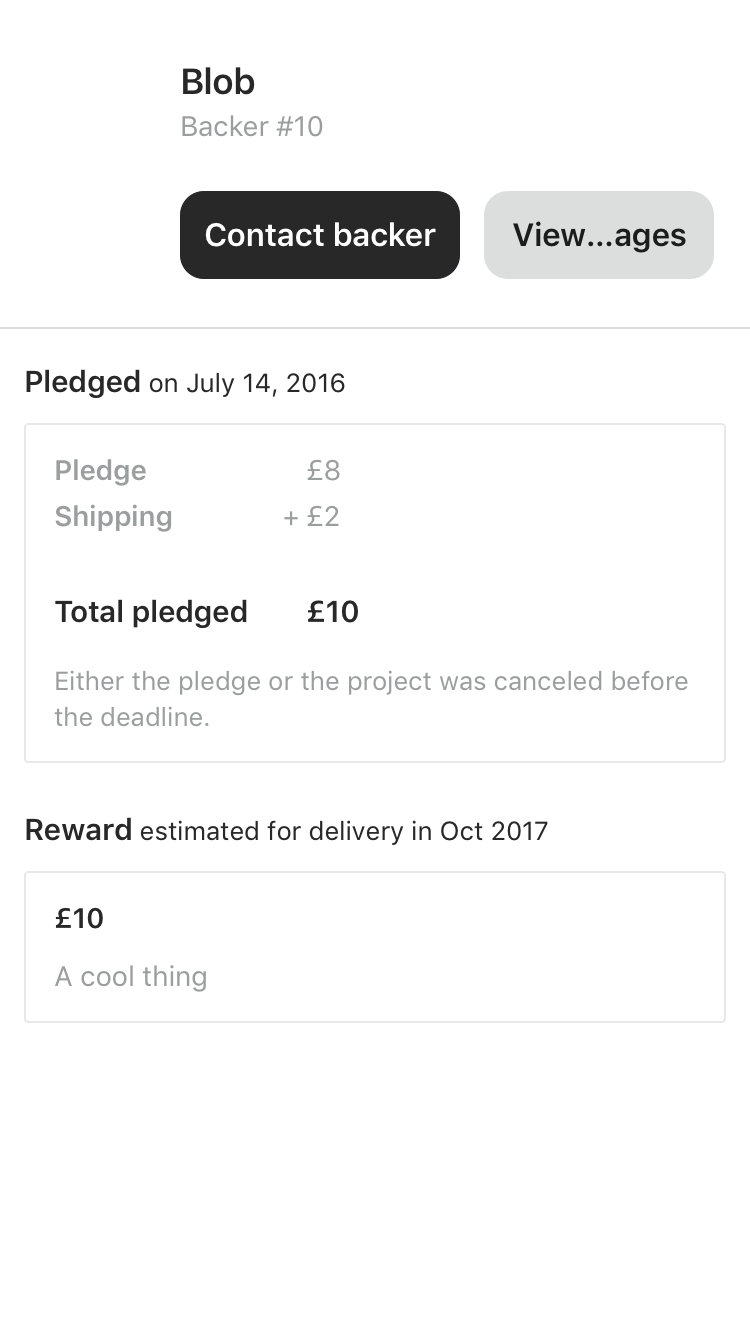 Blob
Backer #10
Contact backer
View...ages
Pledged on July 14, 2016
Pledge £8
Shipping + £2
Total pledged £10
Either the pledge or the project was canceled before
the deadline.
Reward estimated for delivery in Oct 2017
£10
A cool thing